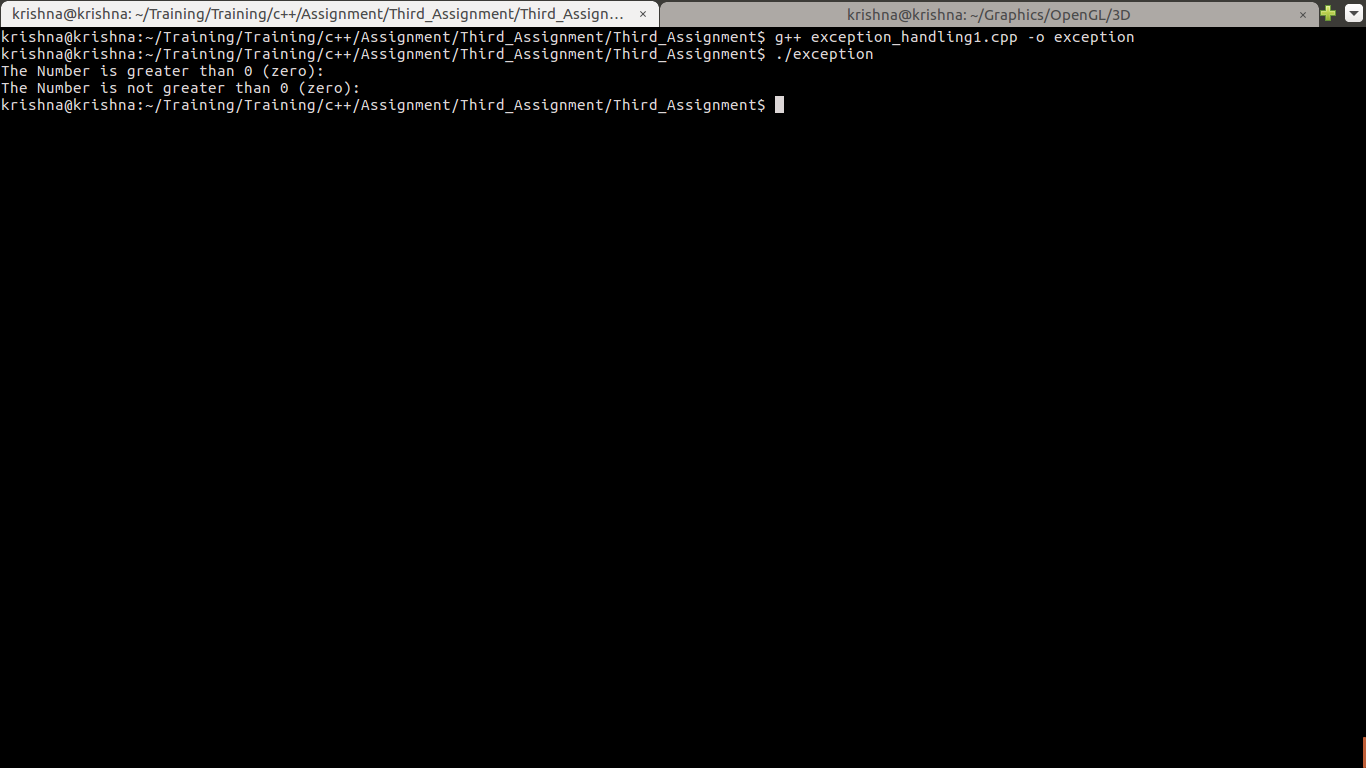 krishna@krishna: ~/Training/Training/c++/Assignment/Third_Assignment/Third_Assign... ×
krishna@krishna: ~/Graphics/OpenGL/3D ×
krishna@krishna:~/Training/Training/c++/Assignment/Third_Assignment/Third_Assignment$ g++ exception_handling1.cpp -o exception
krishna@krishna:~/Training/Training/c++/Assignment/Third_Assignment/Third_Assignment$ ./exception
The Number is greater than 0 (zero):
The Number is not greater than 0 (zero):
krishna@krishna:~/Training/Training/c++/Assignment/Third_Assignment/Third_Assignment$